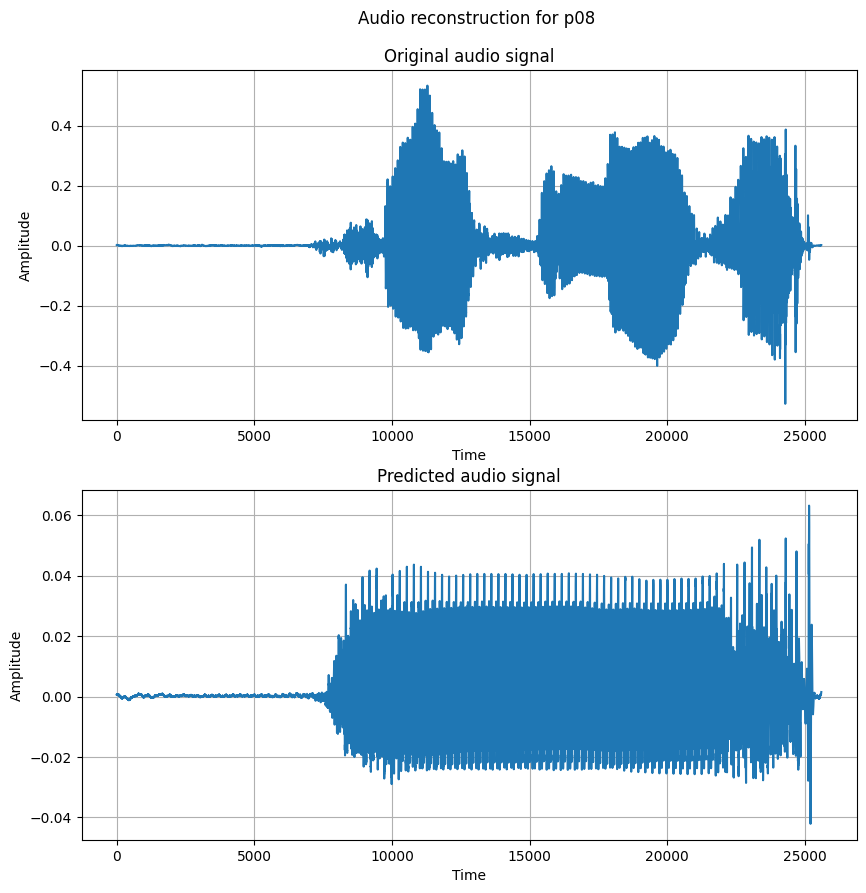 Audio reconstruction for p08
Original audio signal
0.4
0.2
0.0
−0.2
−0.4
Amplitude
0 5000 10000 15000 20000 25000
Time
Predicted audio signal
0.06
0.04
0.02
0.00
−0.02
−0.04
Amplitude
0 5000 10000 15000 20000 25000
Time